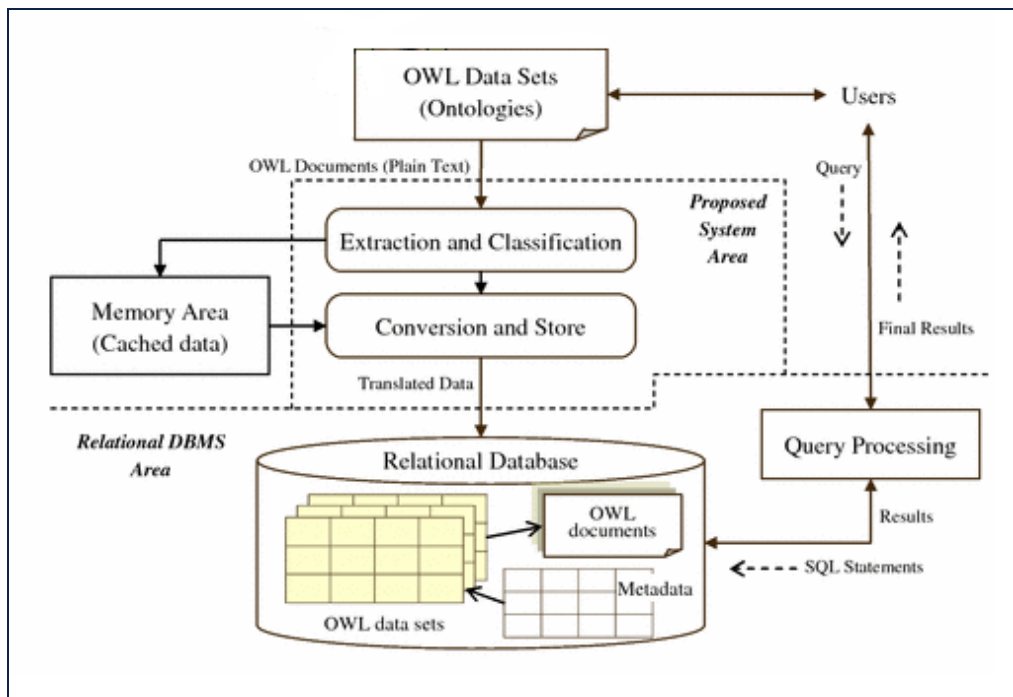 OWL Data Sets
(Ontologies)
Users
OWL Documents (Plain Text)
Query
Proposed
System
Area
Extraction and Classification
Memory Area
(Cached data)
Conversion and Store
Final Results
Translated Data
Relational DBMS
Area
Query Processing
Relational Database
OWL
documents
Results
SQL Statements
Metadata
OWL data sets